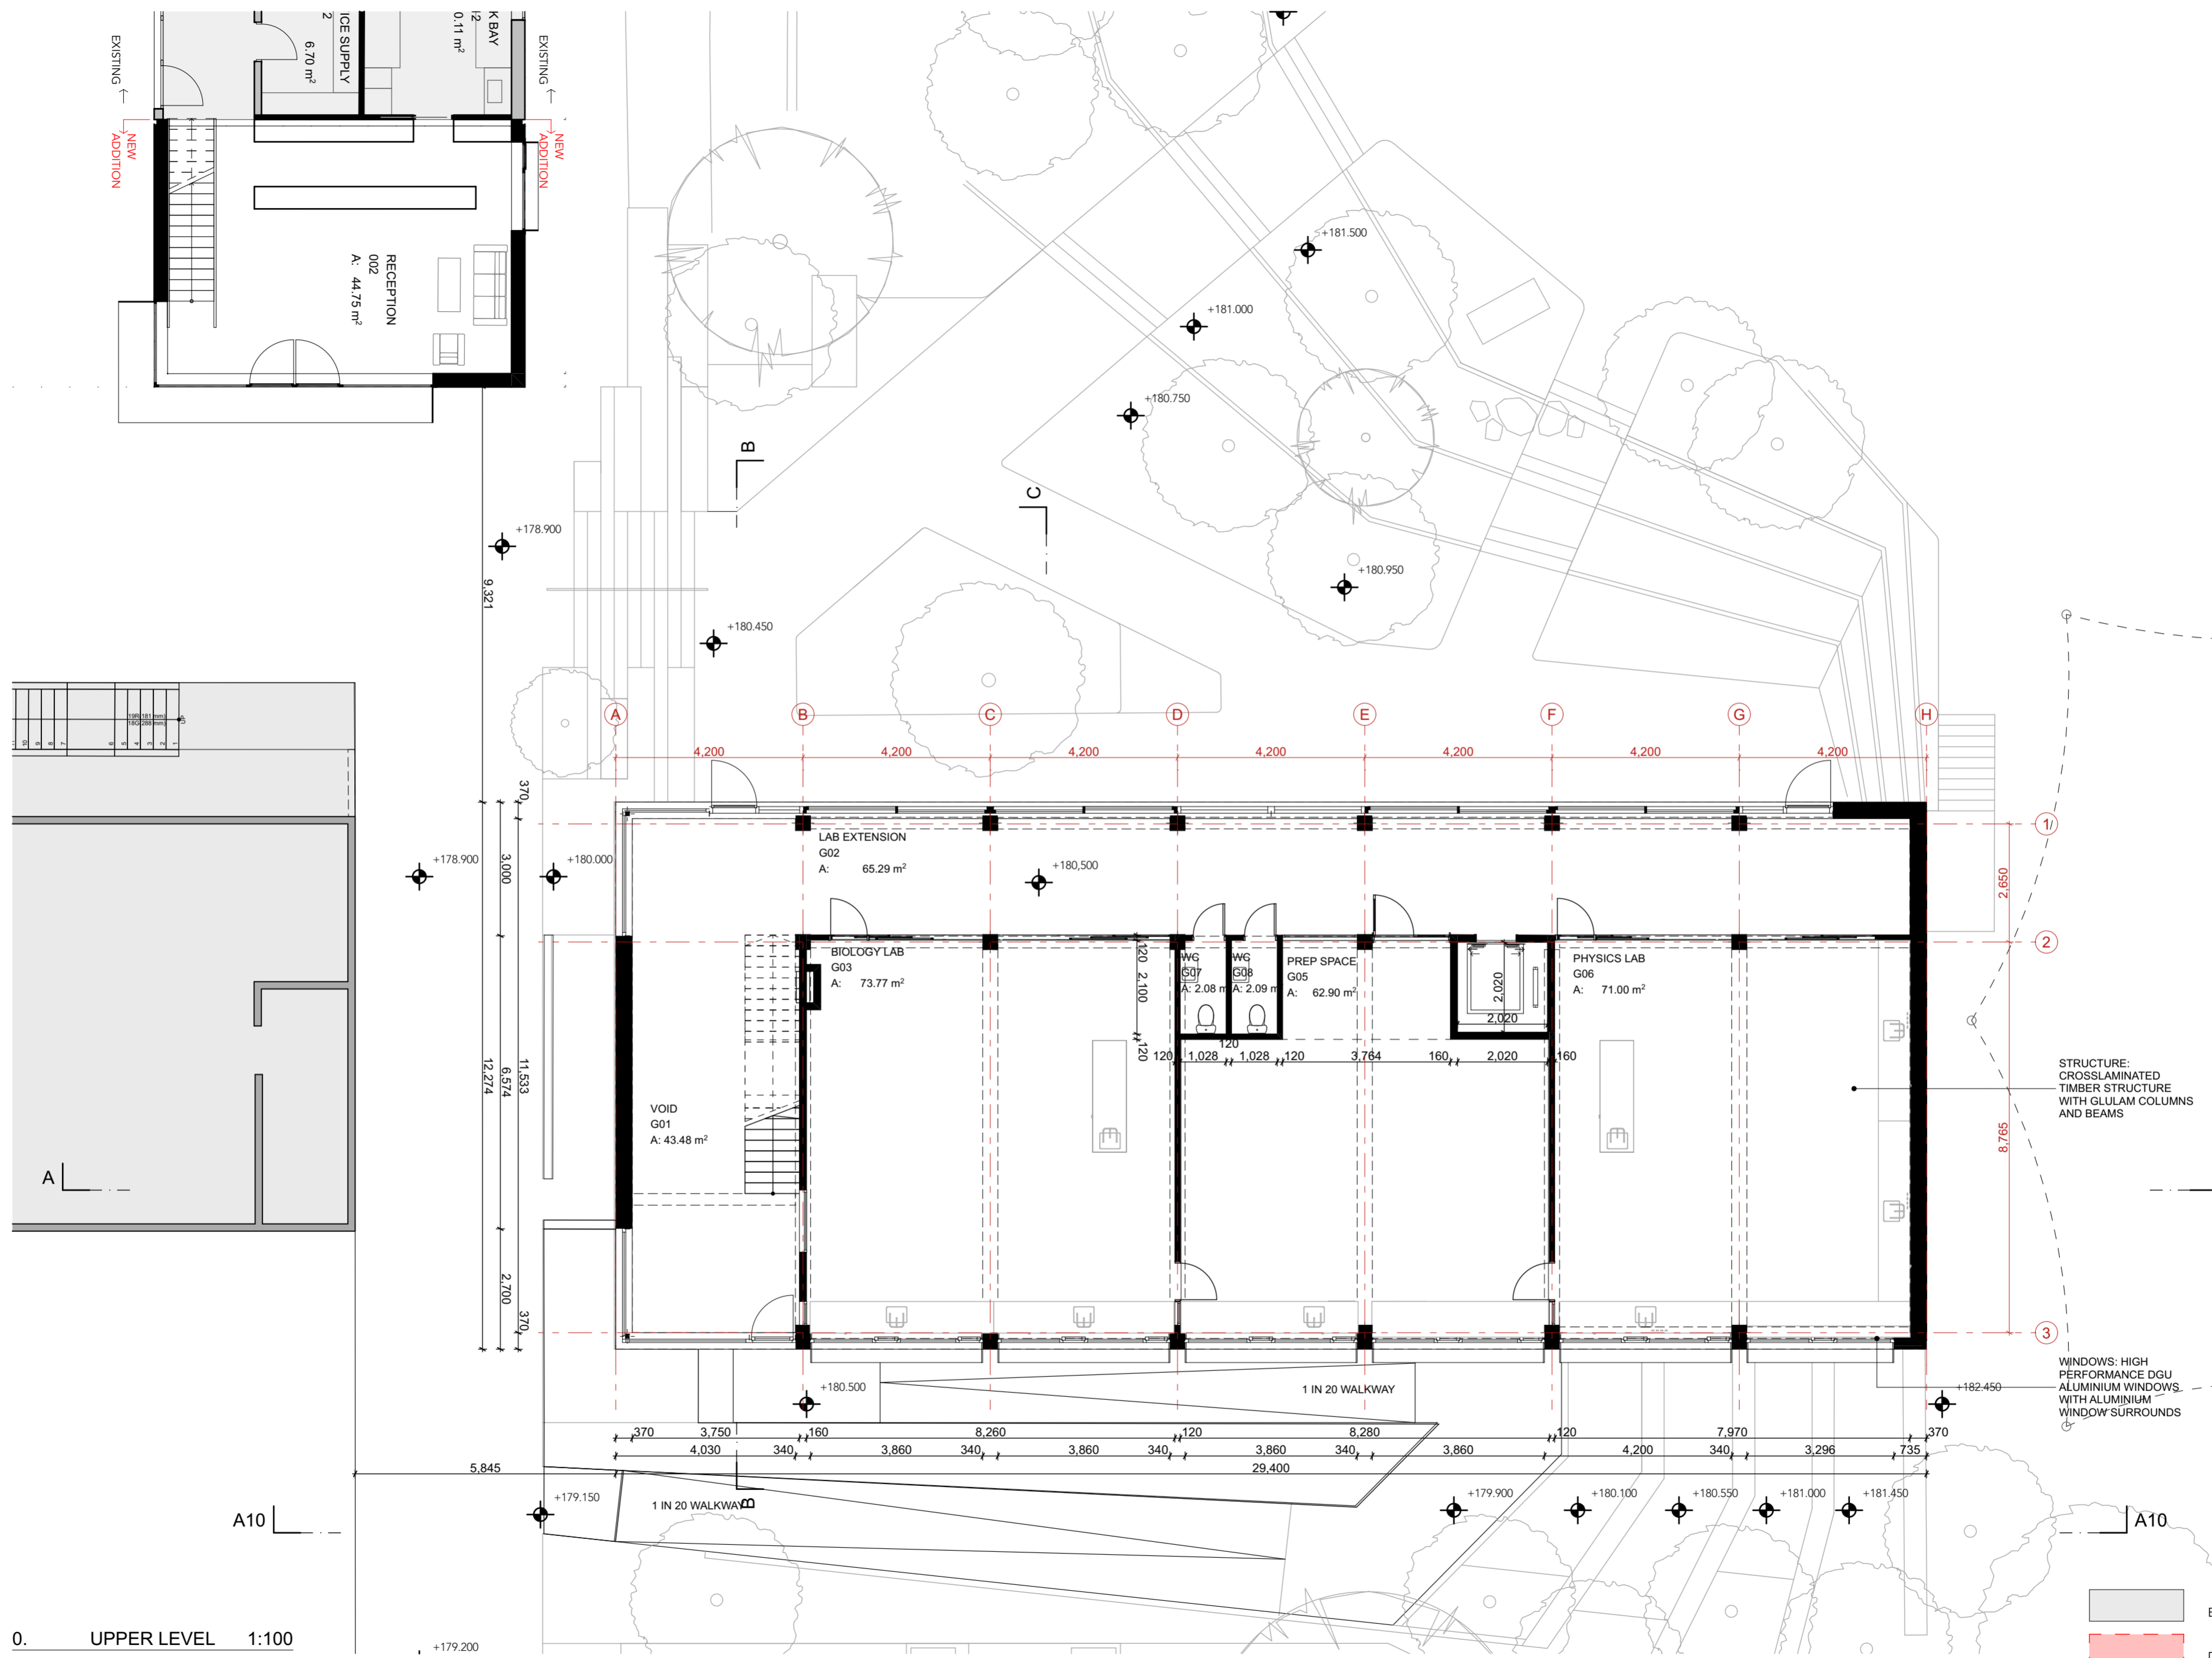 EXISTING
NEW
ADDITION
ICE SUPPLY
2
6.70 m²
K BAY
0.11 m²
EXISTING
NEW
ADDITION
RECEPTION
002
A: 44.75 m²
+181.500
+181.000
+180.750
+180.950
B
C
+178.900
+180.450
9,321
19R(181 mm)
18G(288 mm)
A B C D E F G H
4,200 4,200 4,200 4,200 4,200 4,200 4,200
370
LAB EXTENSION
G02
A: 65.29 m²
+178.900
+180.000
+180,500
3,000
1/
2,650
2
BIOLOGY LAB
G03
A: 73.77 m²
120
2,100
120
WC
G07
A: 2.08 m
WC
G08
A: 2.09 m
PREP SPACE
G05
A: 62.90 m²
2,020
2,020
PHYSICS LAB
G06
A: 71.00 m²
120 1,028 120 1,028 120 3,764 160 2,020 160
12,274
6,574
11,533
VOID
G01
A: 43.48 m²
STRUCTURE:
CROSSLAMINATED
TIMBER STRUCTURE
WITH GLULAM COLUMNS
AND BEAMS
8,765
A
2,700
370
3
WINDOWS: HIGH
PERFORMANCE DGU
ALUMINIUM WINDOWS
WITH ALUMINIUM
WINDOW SURROUNDS
+182.450
+180.500
1 IN 20 WALKWAY
370 3,750 160 8,260 120 8,280 120 7,970 370
4,030 340 3,860 340 3,860 340 3,860 340 3,860 4,200 340 3,296 735
5,845 29,400
+179.150
1 IN 20 WALKWAY
B
+179.900
+180.100
+180.550
+181.000
+181.450
A10
A10
0. UPPER LEVEL 1:100
+179.200